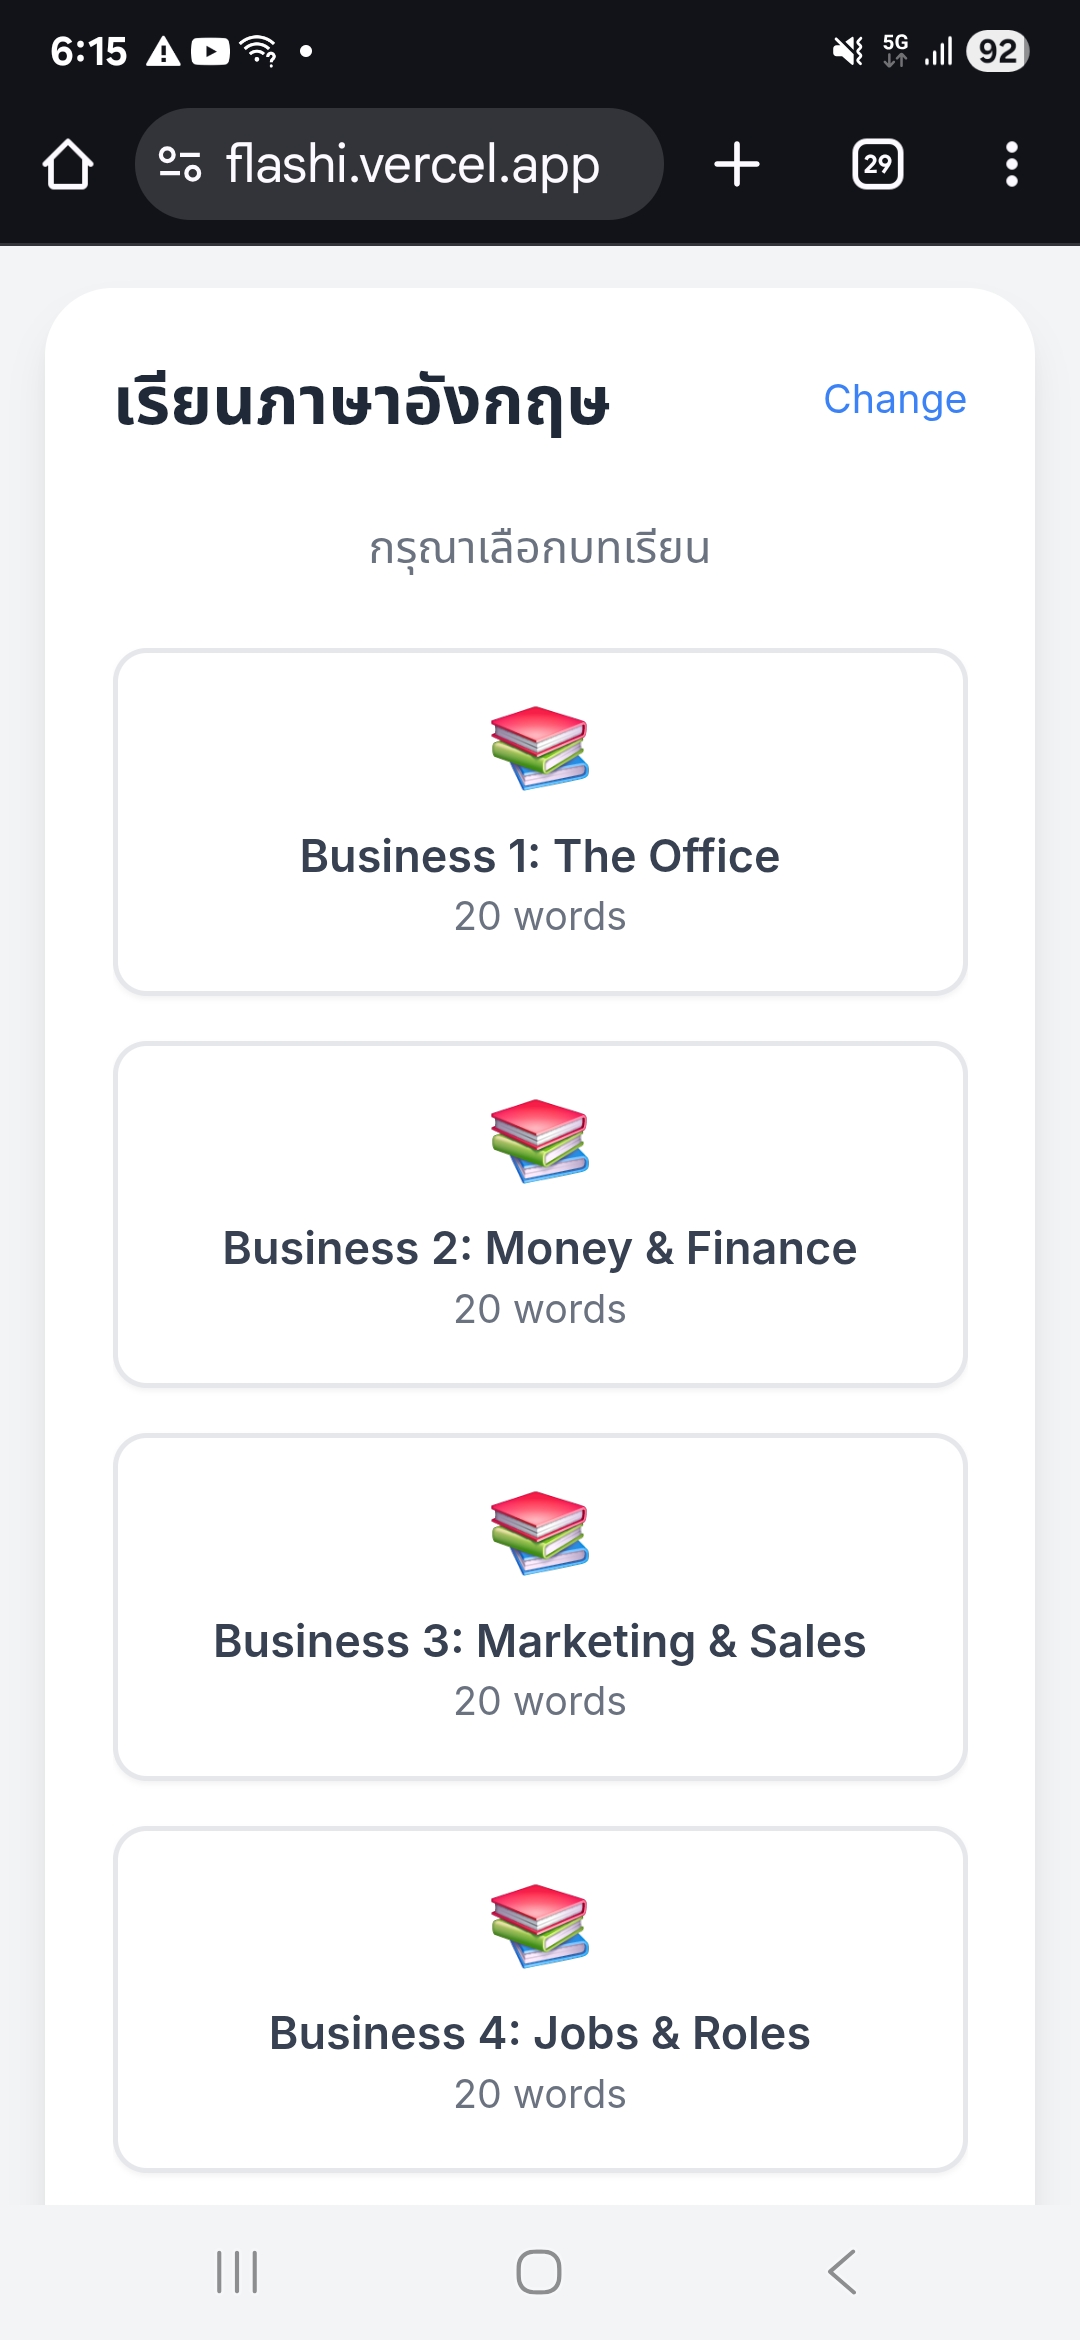 6:15
5G
92
flashi.vercel.app
29
เรียนภาษาอังกฤษ
Change
กรุณาเลือกบทเรียน
Business 1: The Office
20 words
Business 2: Money & Finance
20 words
Business 3: Marketing & Sales
20 words
Business 4: Jobs & Roles
20 words